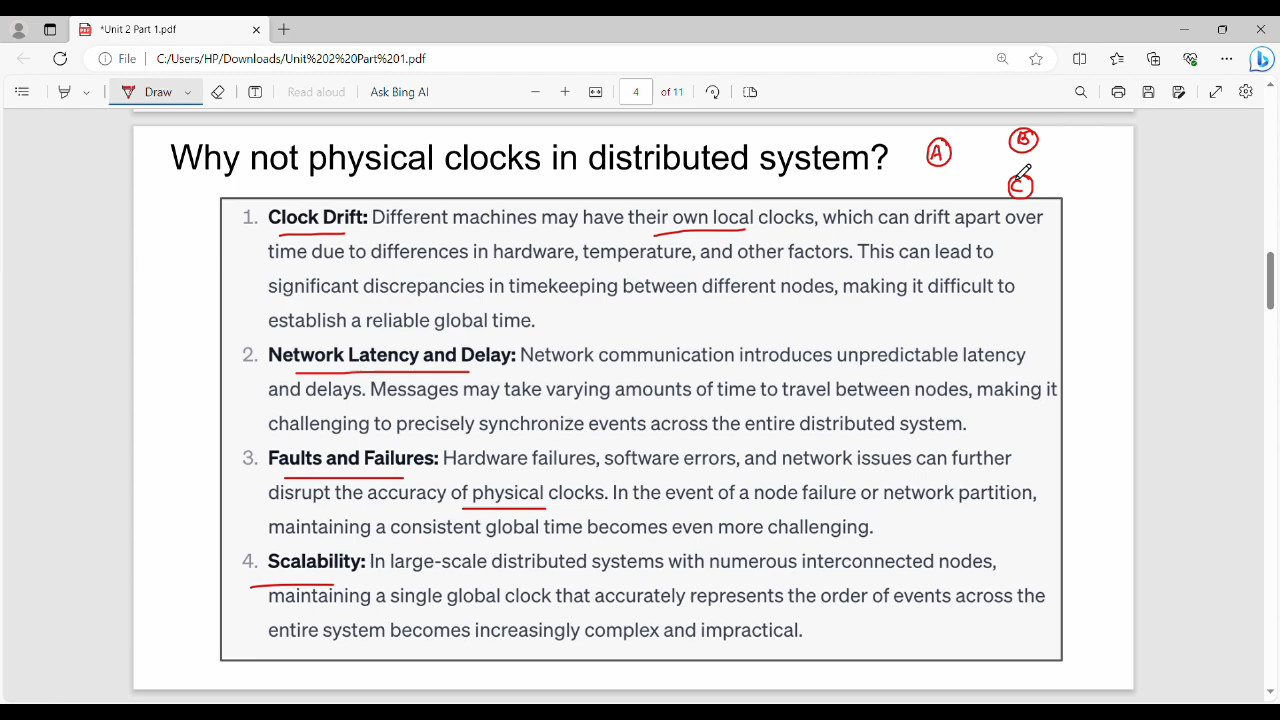 *Unit 2 Part 1.pdf
File C:/Users/HP/Downloads/Unit%202%20Part%201.pdf
Draw Read aloud Ask Bing AI 4 of 11
Why not physical clocks in distributed system? A B
C
1. Clock Drift: Different machines may have their own local clocks, which can drift apart over
time due to differences in hardware, temperature, and other factors. This can lead to
significant discrepancies in timekeeping between different nodes, making it difficult to
establish a reliable global time.
2. Network Latency and Delay: Network communication introduces unpredictable latency
and delays. Messages may take varying amounts of time to travel between nodes, making it
challenging to precisely synchronize events across the entire distributed system.
3. Faults and Failures: Hardware failures, software errors, and network issues can further
disrupt the accuracy of physical clocks. In the event of a node failure or network partition,
maintaining a consistent global time becomes even more challenging.
4. Scalability: In large-scale distributed systems with numerous interconnected nodes,
maintaining a single global clock that accurately represents the order of events across the
entire system becomes increasingly complex and impractical.